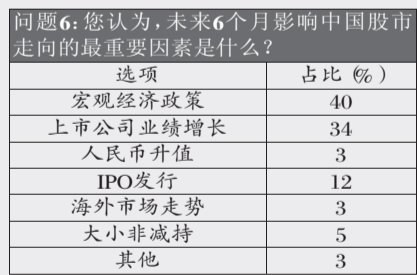 问题6:您认为,未来6个月影响中国股市
走向的最重要因素是什么?
选项 占比(%)
宏观经济政策 40
上市公司业绩增长 34
人民币升值 3
IPO发行 12
海外市场走势 3
大小非减持 5
其他 3